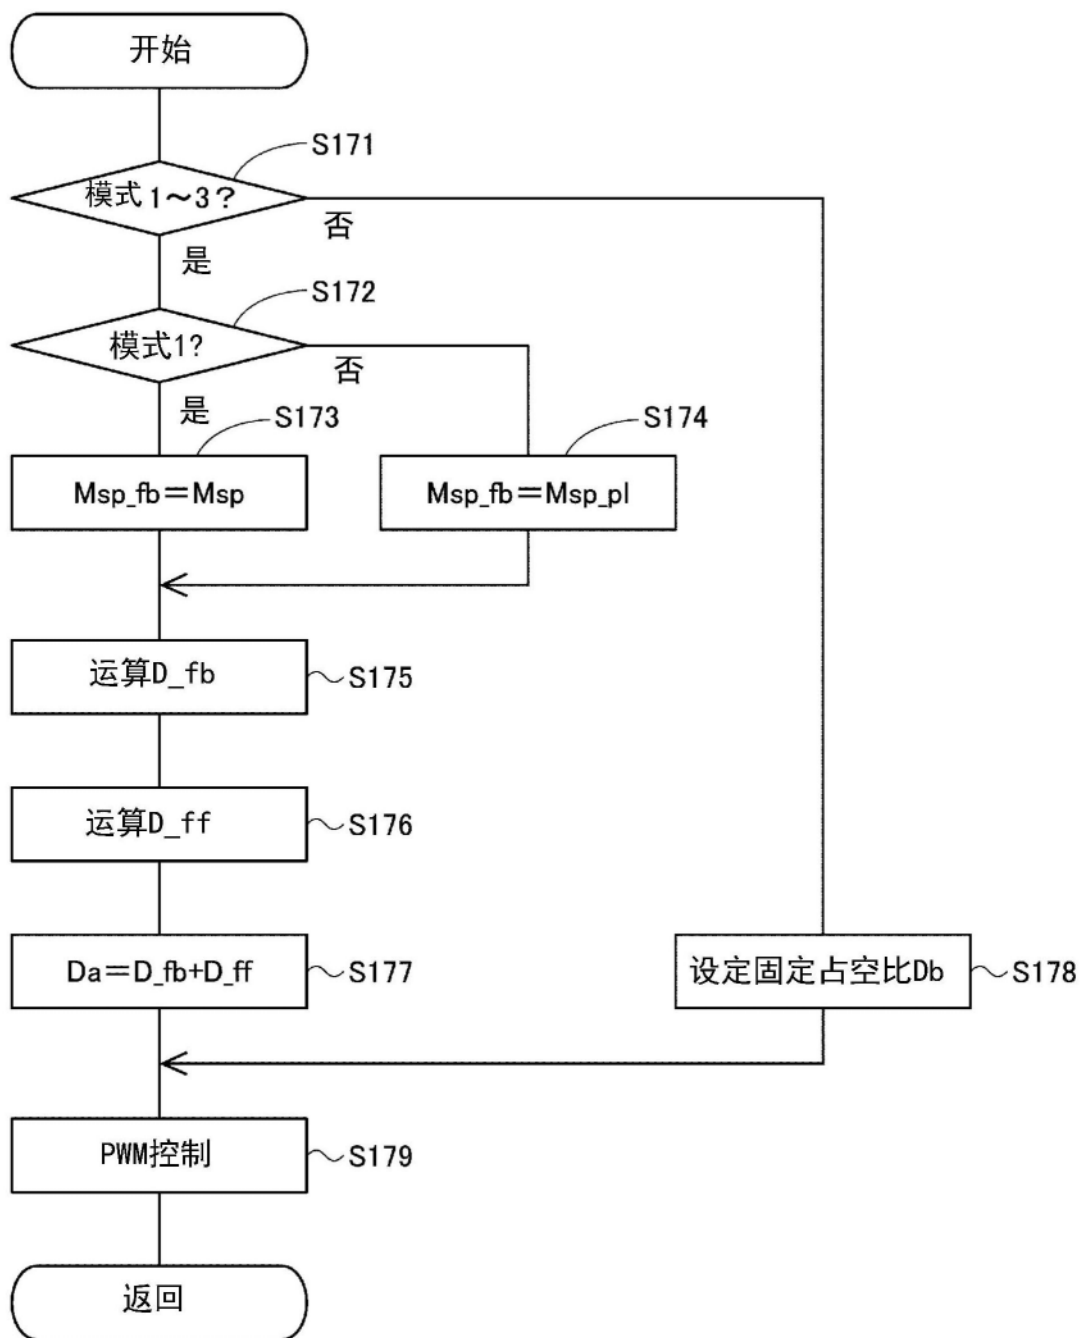 开始
S171
模式1～3？
否
是
S172
模式1?
否
是
S173
S174
Msp_fb＝Msp
Msp_fb＝Msp_pl
运算D_fb
S175
运算D_ff
S176
Da＝D_fb+D_ff
S177
设定固定占空比Db
S178
PWM控制
S179
返回